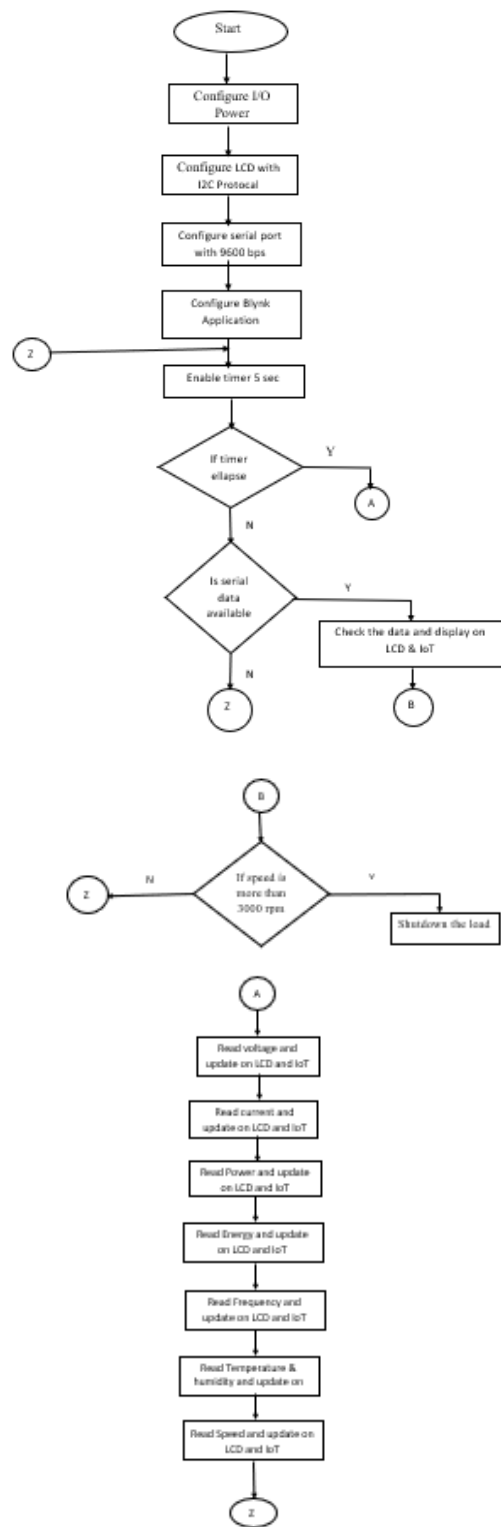 Start
Configure I/O
Power
Configure LCD with
I2C Protocal
Configure serial port
with 9600 bps
Configure Blynk
Application
Z
Enable timer 5 sec
If timer
ellapse
Y
A
N
Is serial
data
available
Y
Check the data and display on
LCD & IoT
N
Z
B
B
If speed is
more than
3000 rpm
N
Z
Y
Shutdown the load
A
Read voltage and
update on LCD and IoT
Read current and
update on LCD and IoT
Read Power and update
on LCD and IoT
Read Energy and update
on LCD and IoT
Read Frequency and
update on LCD and IoT
Read Temperature &
humidity and update on
Read Speed and update on
LCD and IoT
Z